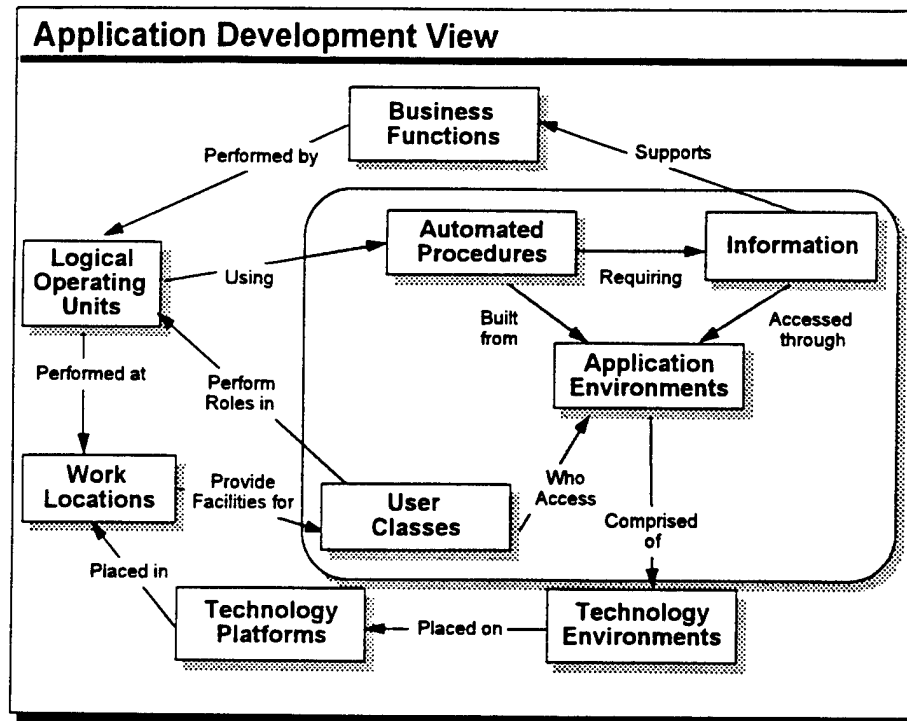 Application Development View
Business
Functions
Performed by
Supports
Automated
Procedures
Information
Logical
Operating
Units
Using
Requiring
Built
from
Accessed
through
Application
Environments
Performed at
Perform
Roles in
Work
Locations
Provide
Facilities for
User
Classes
Who
Access
Comprised
of
Placed in
Technology
Platforms
Placed on
Technology
Environments